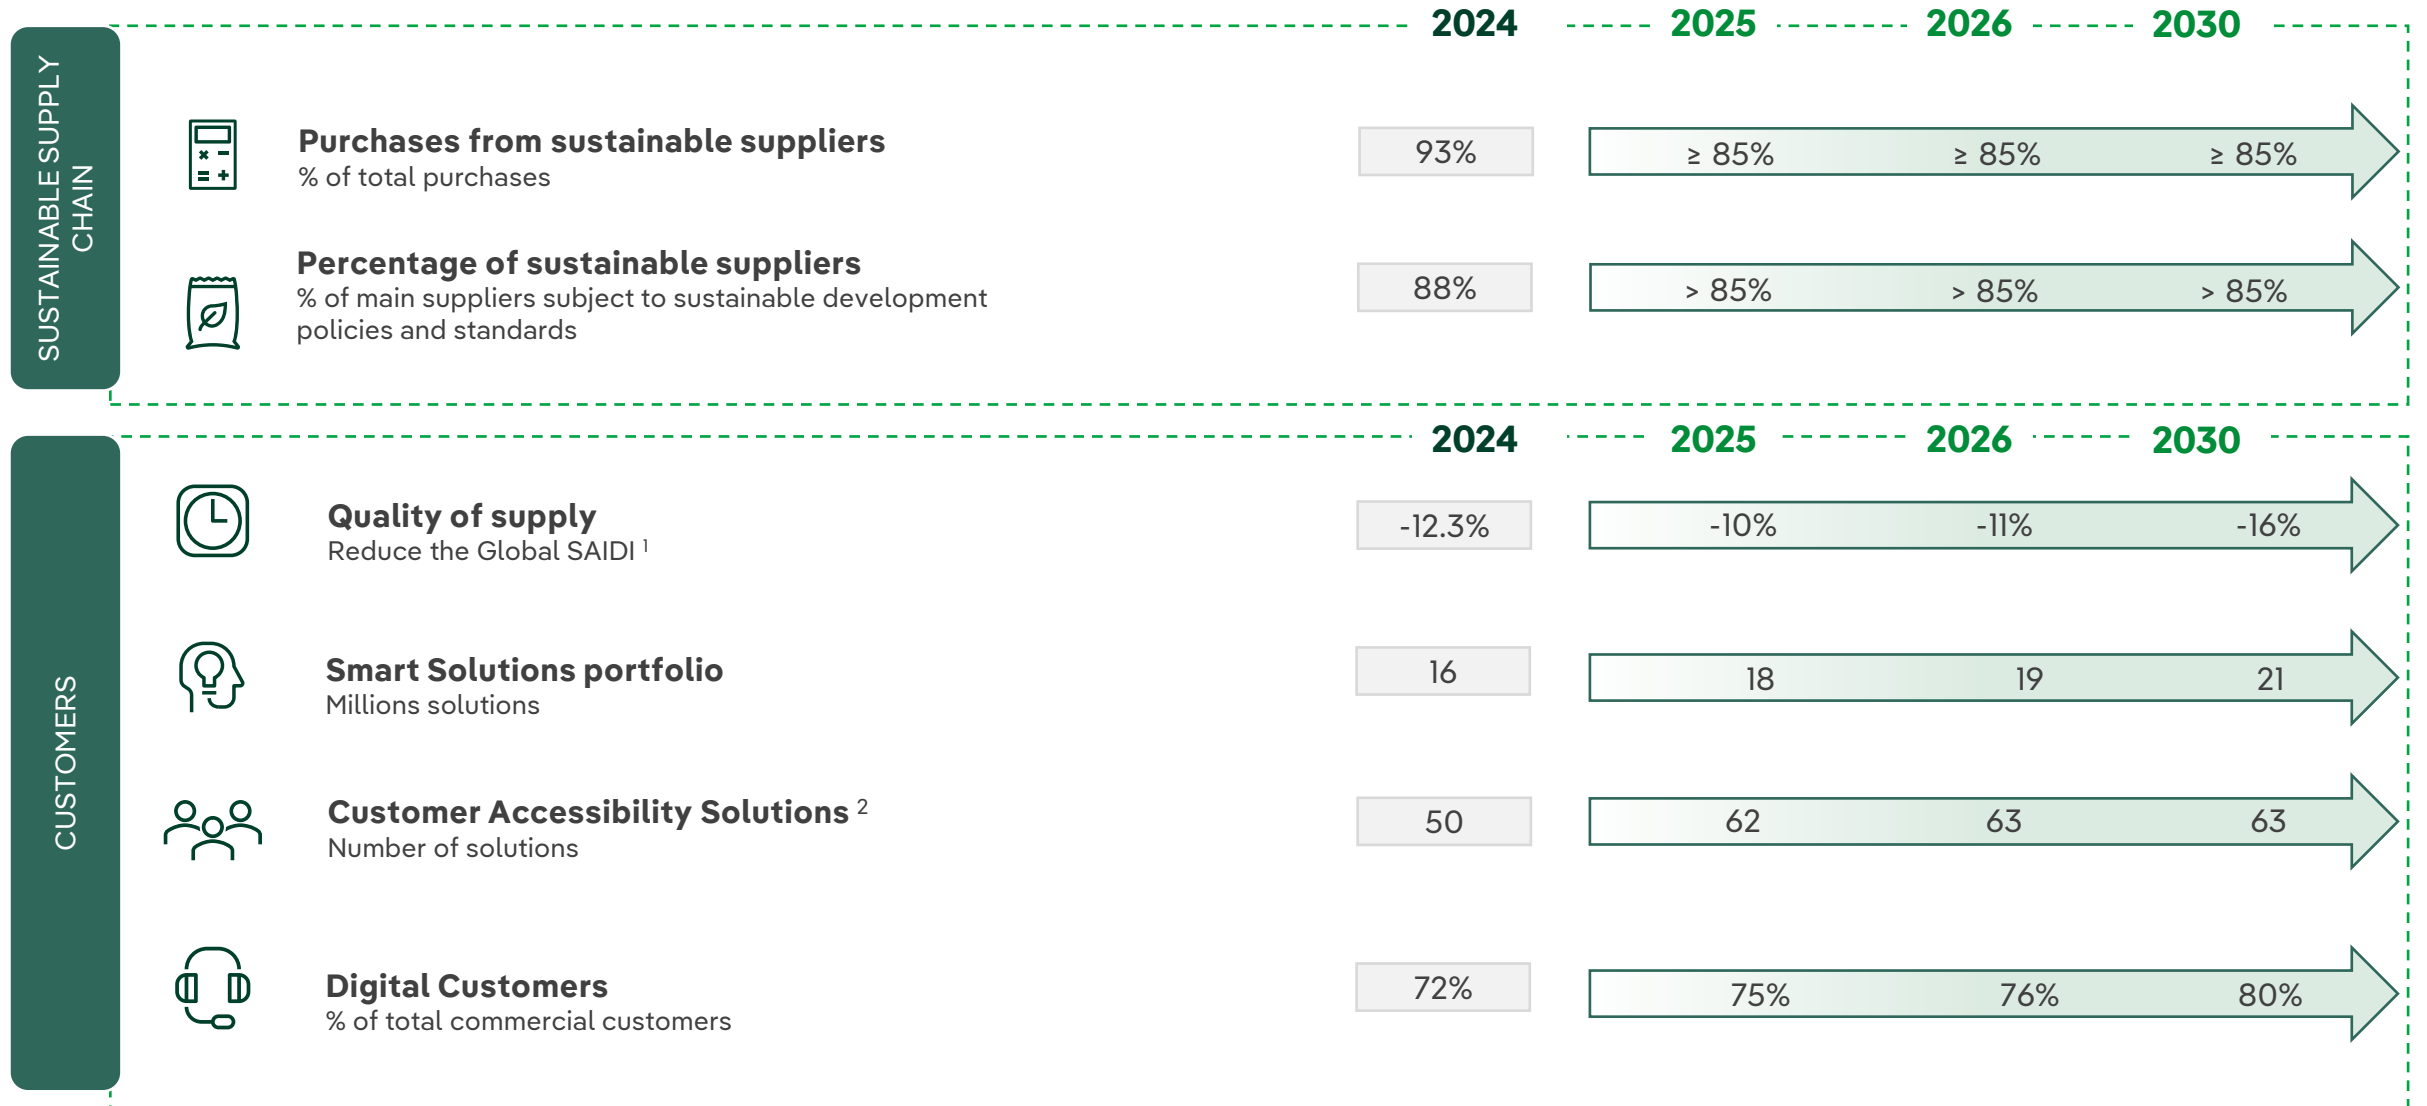 SUSTAINABLE SUPPLY
CHAIN
2024 2025 2026 2030
Purchases from sustainable suppliers
% of total purchases
93% ≥ 85% ≥ 85% ≥ 85%
Percentage of sustainable suppliers
% of main suppliers subject to sustainable development
policies and standards
88% > 85% > 85% > 85%
CUSTOMERS
2024 2025 2026 2030
Quality of supply
Reduce the Global SAIDI ¹
-12.3% -10% -11% -16%
Smart Solutions portfolio
Millions solutions
16 18 19 21
Customer Accessibility Solutions ²
Number of solutions
50 62 63 63
Digital Customers
% of total commercial customers
72% 75% 76% 80%